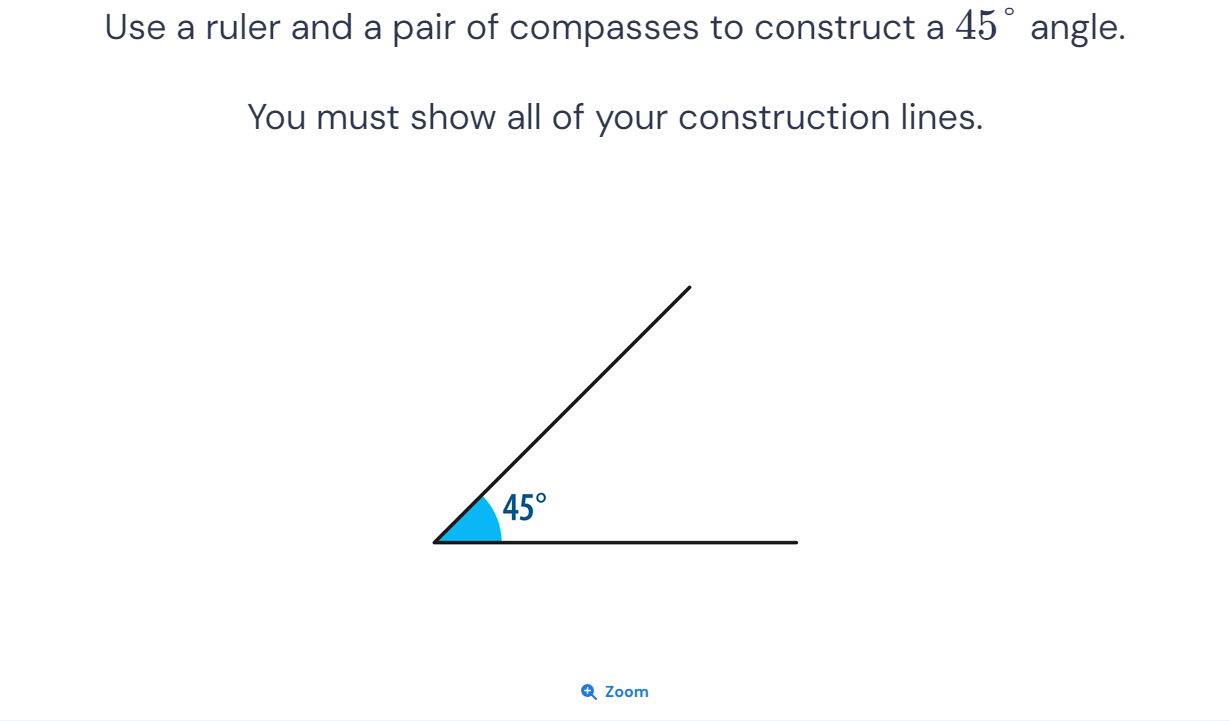 Use a ruler and a pair of compasses to construct a 45° angle.
You must show all of your construction lines.
45°
Zoom